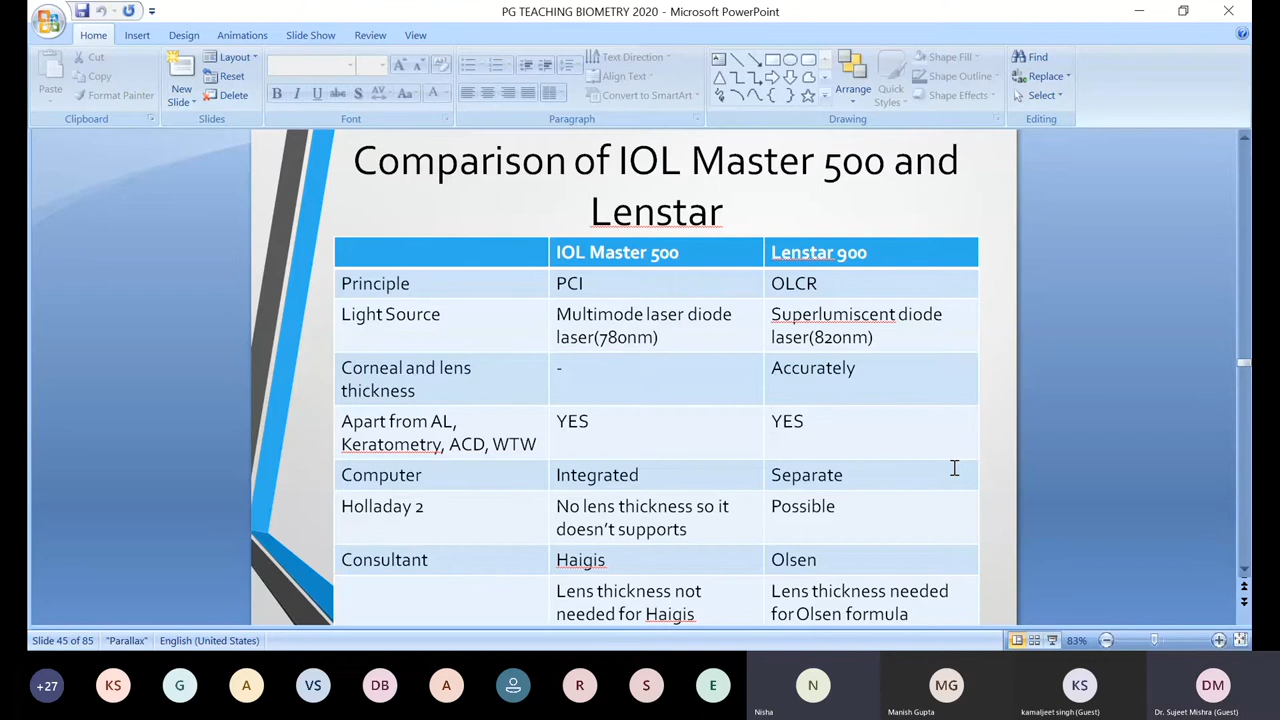 PG TEACHING BIOMETRY 2020 - Microsoft PowerPoint
Home Insert Design Animations Slide Show Review View
Paste Cut Copy Format Painter
Clipboard
New Slide Layout Reset Delete
Slides
B I U abc S AV Aa A
Font
Text Direction Align Text Convert to SmartArt
Paragraph
Arrange Quick Styles Shape Fill Shape Outline Shape Effects
Drawing
Find Replace Select
Editing
Comparison of IOL Master 500 and
Lenstar
IOL Master 500 Lenstar 900
Principle PCI OLCR
Light Source Multimode laser diode Superlumiscent diode
laser(780nm) laser(820nm)
Corneal and lens - Accurately
thickness
Apart from AL, YES YES
Keratometry, ACD, WTW
Computer Integrated Separate
Holladay 2 No lens thickness so it Possible
doesn't supports
Consultant Haigis Olsen
Lens thickness not Lens thickness needed
needed for Haigis for Olsen formula
Slide 45 of 85 "Parallax" English (United States) 83%
+27 KS G A VS DB A R S E N MG KS DM
Nisha Manish Gupta kamaljeet singh (Guest) Dr. Sujeet Mishra (Guest)